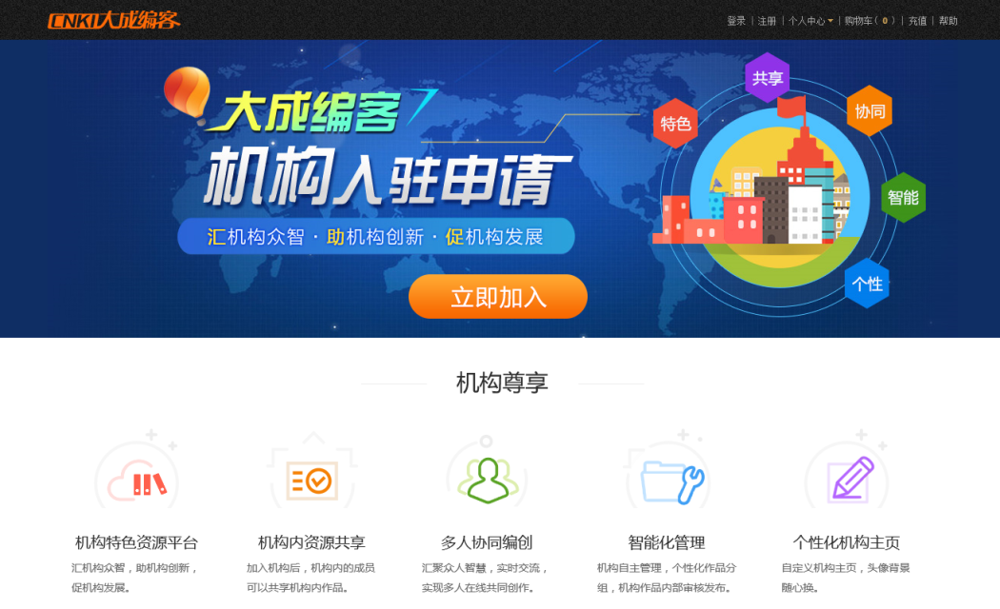 CNKI大成编客
登录 | 注册 | 个人中心 | 购物车( 0 ) | 充值 | 帮助
大成编客
机构入驻申请
汇机构众智·助机构创新·促机构发展
立即加入
共享
特色
协同
智能
个性
机构尊享
机构特色资源平台
汇机构众智，助机构创新，
促机构发展。
机构内资源共享
加入机构后，机构内的成员
可以共享机构内作品。
多人协同编创
汇聚众人智慧，实时交流，
实现多人在线共同创作。
智能化管理
机构自主管理，个性化作品分
组，机构作品内部审核发布。
个性化机构主页
自定义机构主页，头像背景
随心换。